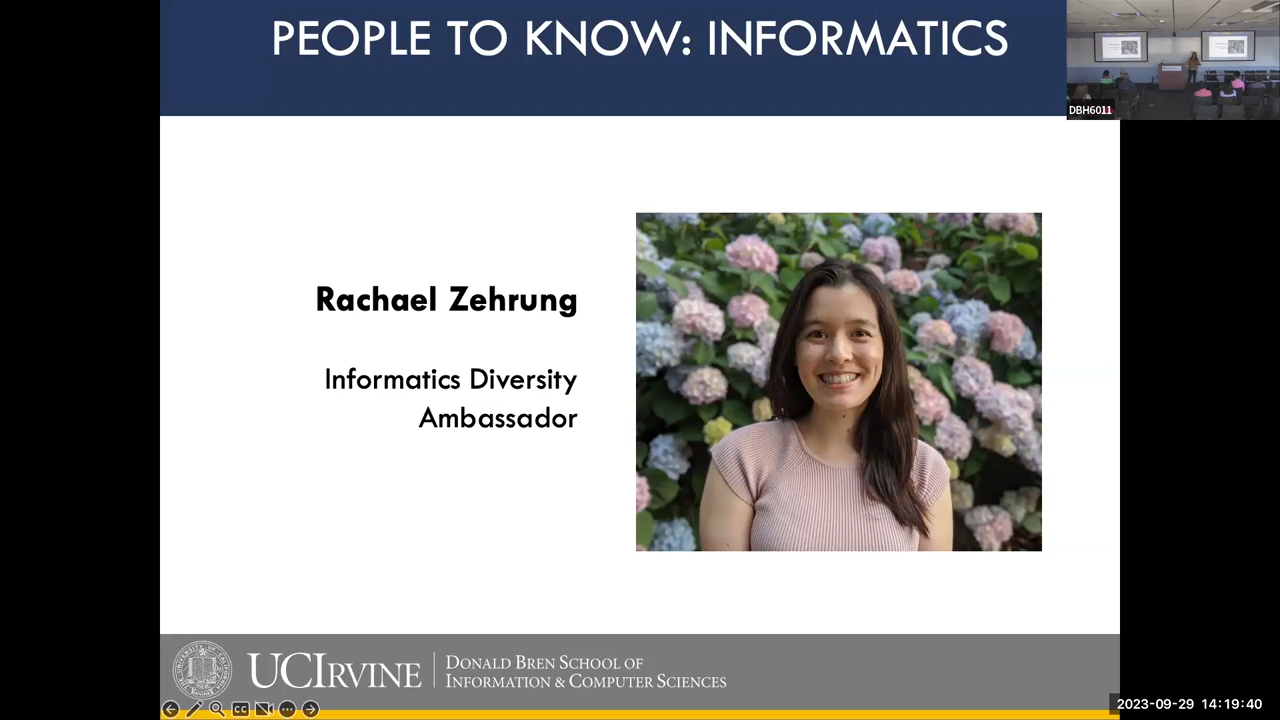 PEOPLE TO KNOW: INFORMATICS
DBH6011
Rachael Zehrung
Informatics Diversity
Ambassador
UCIRVINE
DONALD BREN SCHOOL OF
INFORMATION & COMPUTER SCIENCES
CC
2023-09-29 14:19:40